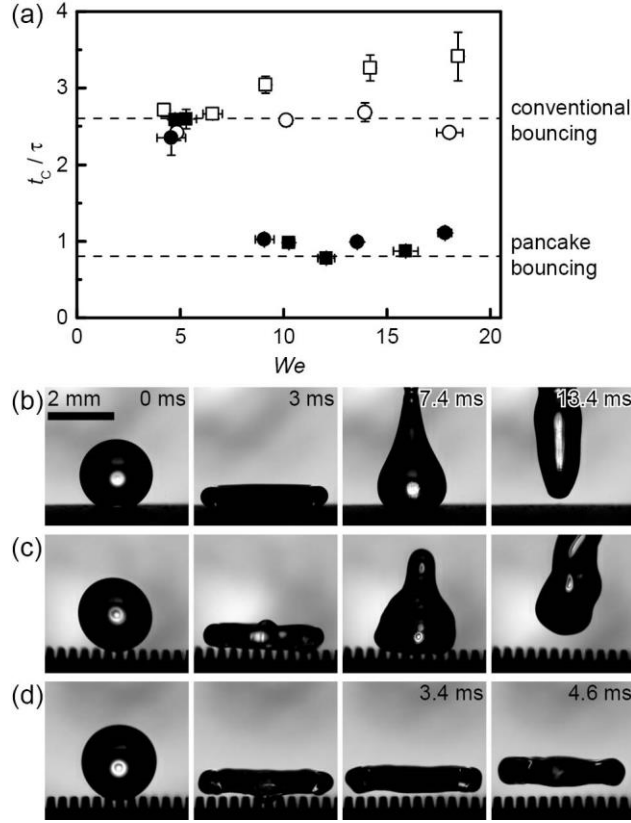 (a)
4
3
2
1
0
t_C / τ
0 5 10 15 20
We
conventional
bouncing
pancake
bouncing
(b)
2 mm 0 ms 3 ms 7.4 ms 13.4 ms
(c)
(d)
3.4 ms 4.6 ms